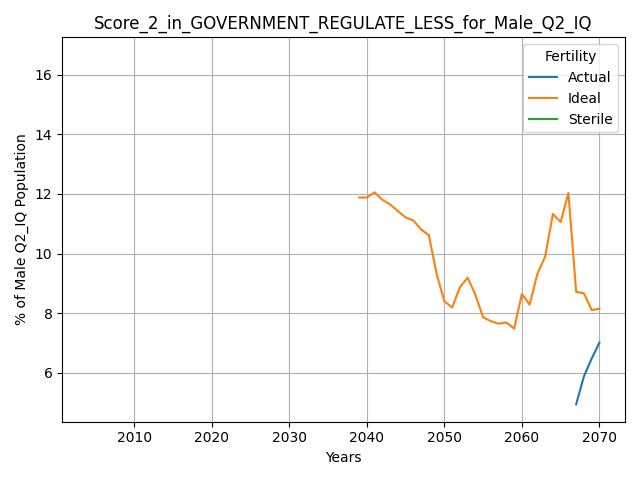 Score_2_in_GOVERNMENT_REGULATE_LESS_for_Male_Q2_IQ
Fertility
Actual
Ideal
Sterile
% of Male Q2_IQ Population
16
14
12
10
8
6
2010 2020 2030 2040 2050 2060 2070
Years